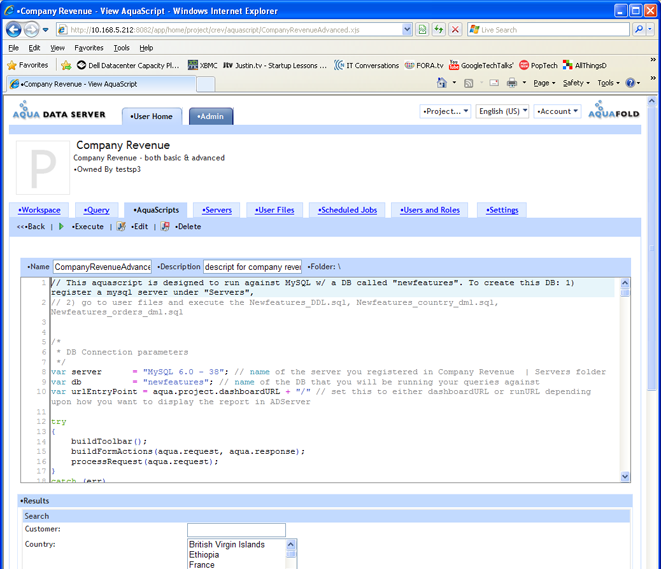 •Company Revenue - View AquaScript - Windows Internet Explorer
http://10.168.5.212:8082/app/home/project/crev/aquascript/CompanyRevenueAdvanced.xjs
Live Search
File Edit View Favorites Tools Help
Favorites Dell Datacenter Capacity Pl... XBMC Justin.tv - Startup Lessons ... IT Conversations FORA.tv GoogleTechTalks' PopTech AllThingsD
•Company Revenue - View AquaScript
Page Safety Tools
AQUA DATA SERVER •User Home •Admin •Project... English (US) •Account AQUAFOLD
P
Company Revenue
Company Revenue - both basic & advanced
•Owned By testsp3
•Workspace •Query •AquaScripts •Servers •User Files •Scheduled Jobs •Users and Roles •Settings
<•Back | •Execute | •Edit | •Delete
•Name CompanyRevenueAdvance •Description descript for company reve •Folder: \
1 // This aquascript is designed to run against MySQL w/ a DB called "newfeatures". To create this DB: 1)
register a mysql server under "Servers",
2 // 2) go to user files and execute the Newfeatures_DDL.sql, Newfeatures_country_dml.sql,
Newfeatures_orders_dml.sql
3
4
5 /*
6 * DB Connection parameters
7 */
8 var server = "MySQL 6.0 - 38"; // name of the server you registered in Company Revenue | Servers folder
9 var db = "newfeatures"; // name of the DB that you will be running your queries against
10 var urlEntryPoint = aqua.project.dashboardURL + "/" // set this to either dashboardURL or runURL depending
upon how you want to display the report in ADServer
11
12 try
13 {
14 buildToolbar();
15 buildFormActions(aqua.request, aqua.response);
16 processRequest(aqua.request);
17 }
18 catch (err)
•Results
Search
Customer:
Country:
British Virgin Islands
Ethiopia
France